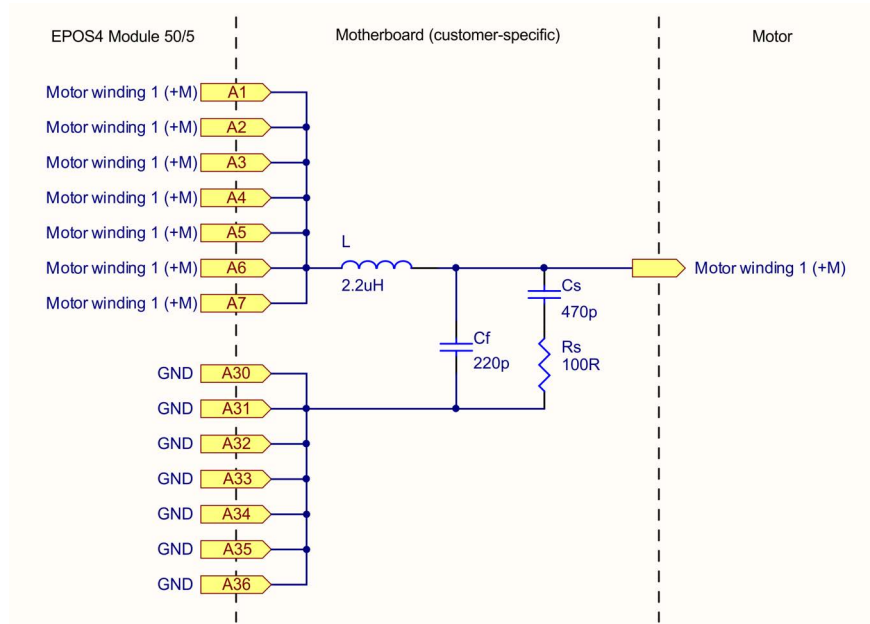 EPOS4 Module 50/5
Motherboard (customer-specific)
Motor
Motor winding 1 (+M) A1
Motor winding 1 (+M) A2
Motor winding 1 (+M) A3
Motor winding 1 (+M) A4
Motor winding 1 (+M) A5
Motor winding 1 (+M) A6
Motor winding 1 (+M) A7
L
2.2uH
Motor winding 1 (+M)
Cs
470p
Cf
220p
Rs
100R
GND A30
GND A31
GND A32
GND A33
GND A34
GND A35
GND A36